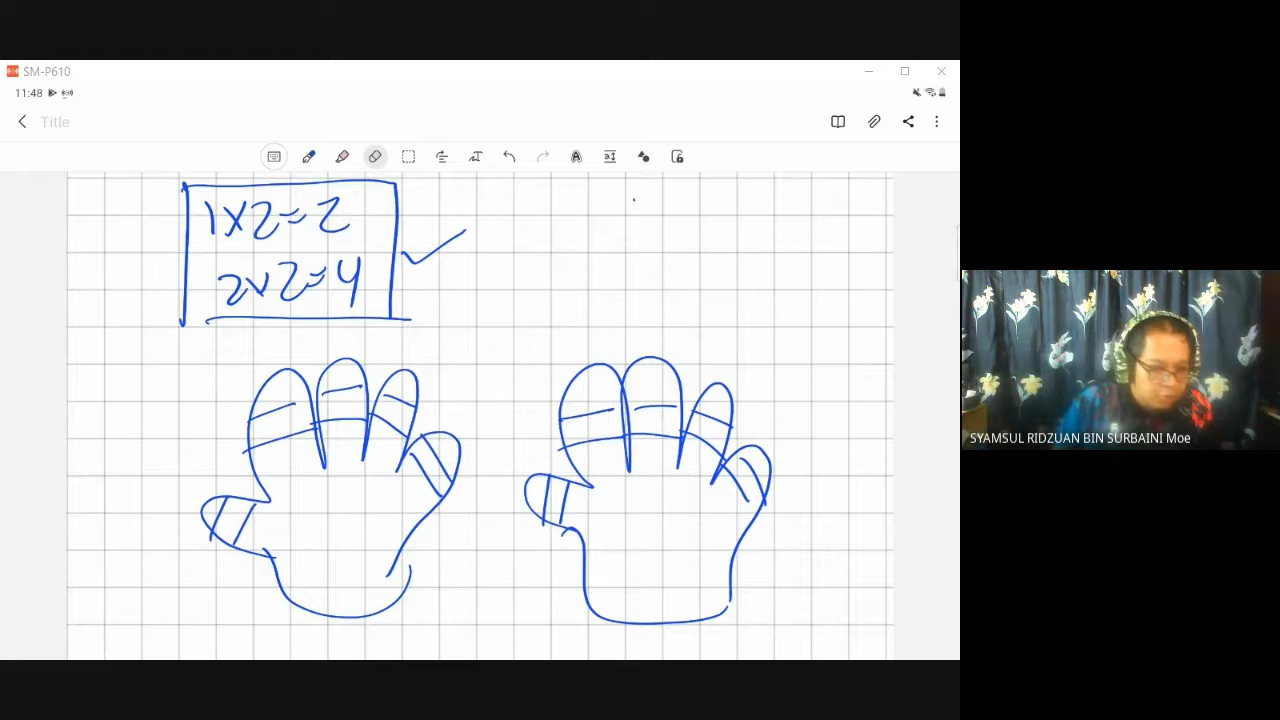 SM-P610
11:48
Title
1x2=2
2x2=4
SYAMSUL RIDZUAN BIN SURBAINI Moe